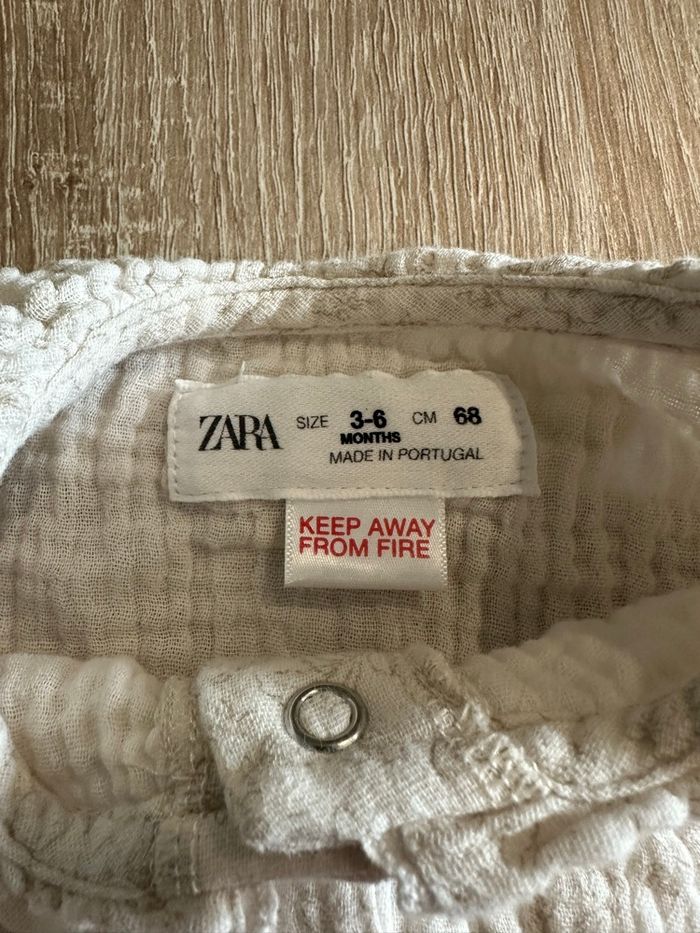 ZARA SIZE 3-6 CM 68
MONTHS
MADE IN PORTUGAL
KEEP AWAY
FROM FIRE